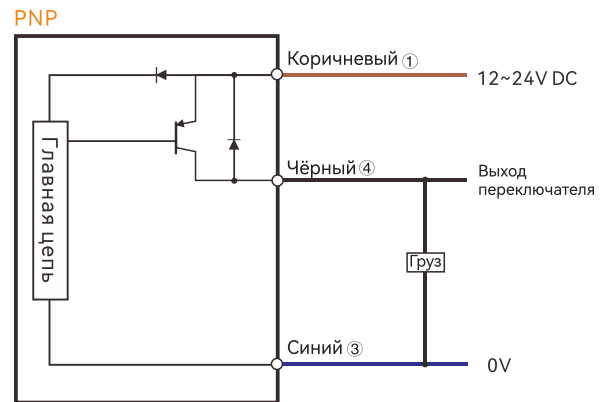 PNP
Коричневый ①
12~24V DC
Главная цепь
Чёрный ④
Выход
переключателя
Груз
Синий ③
0V